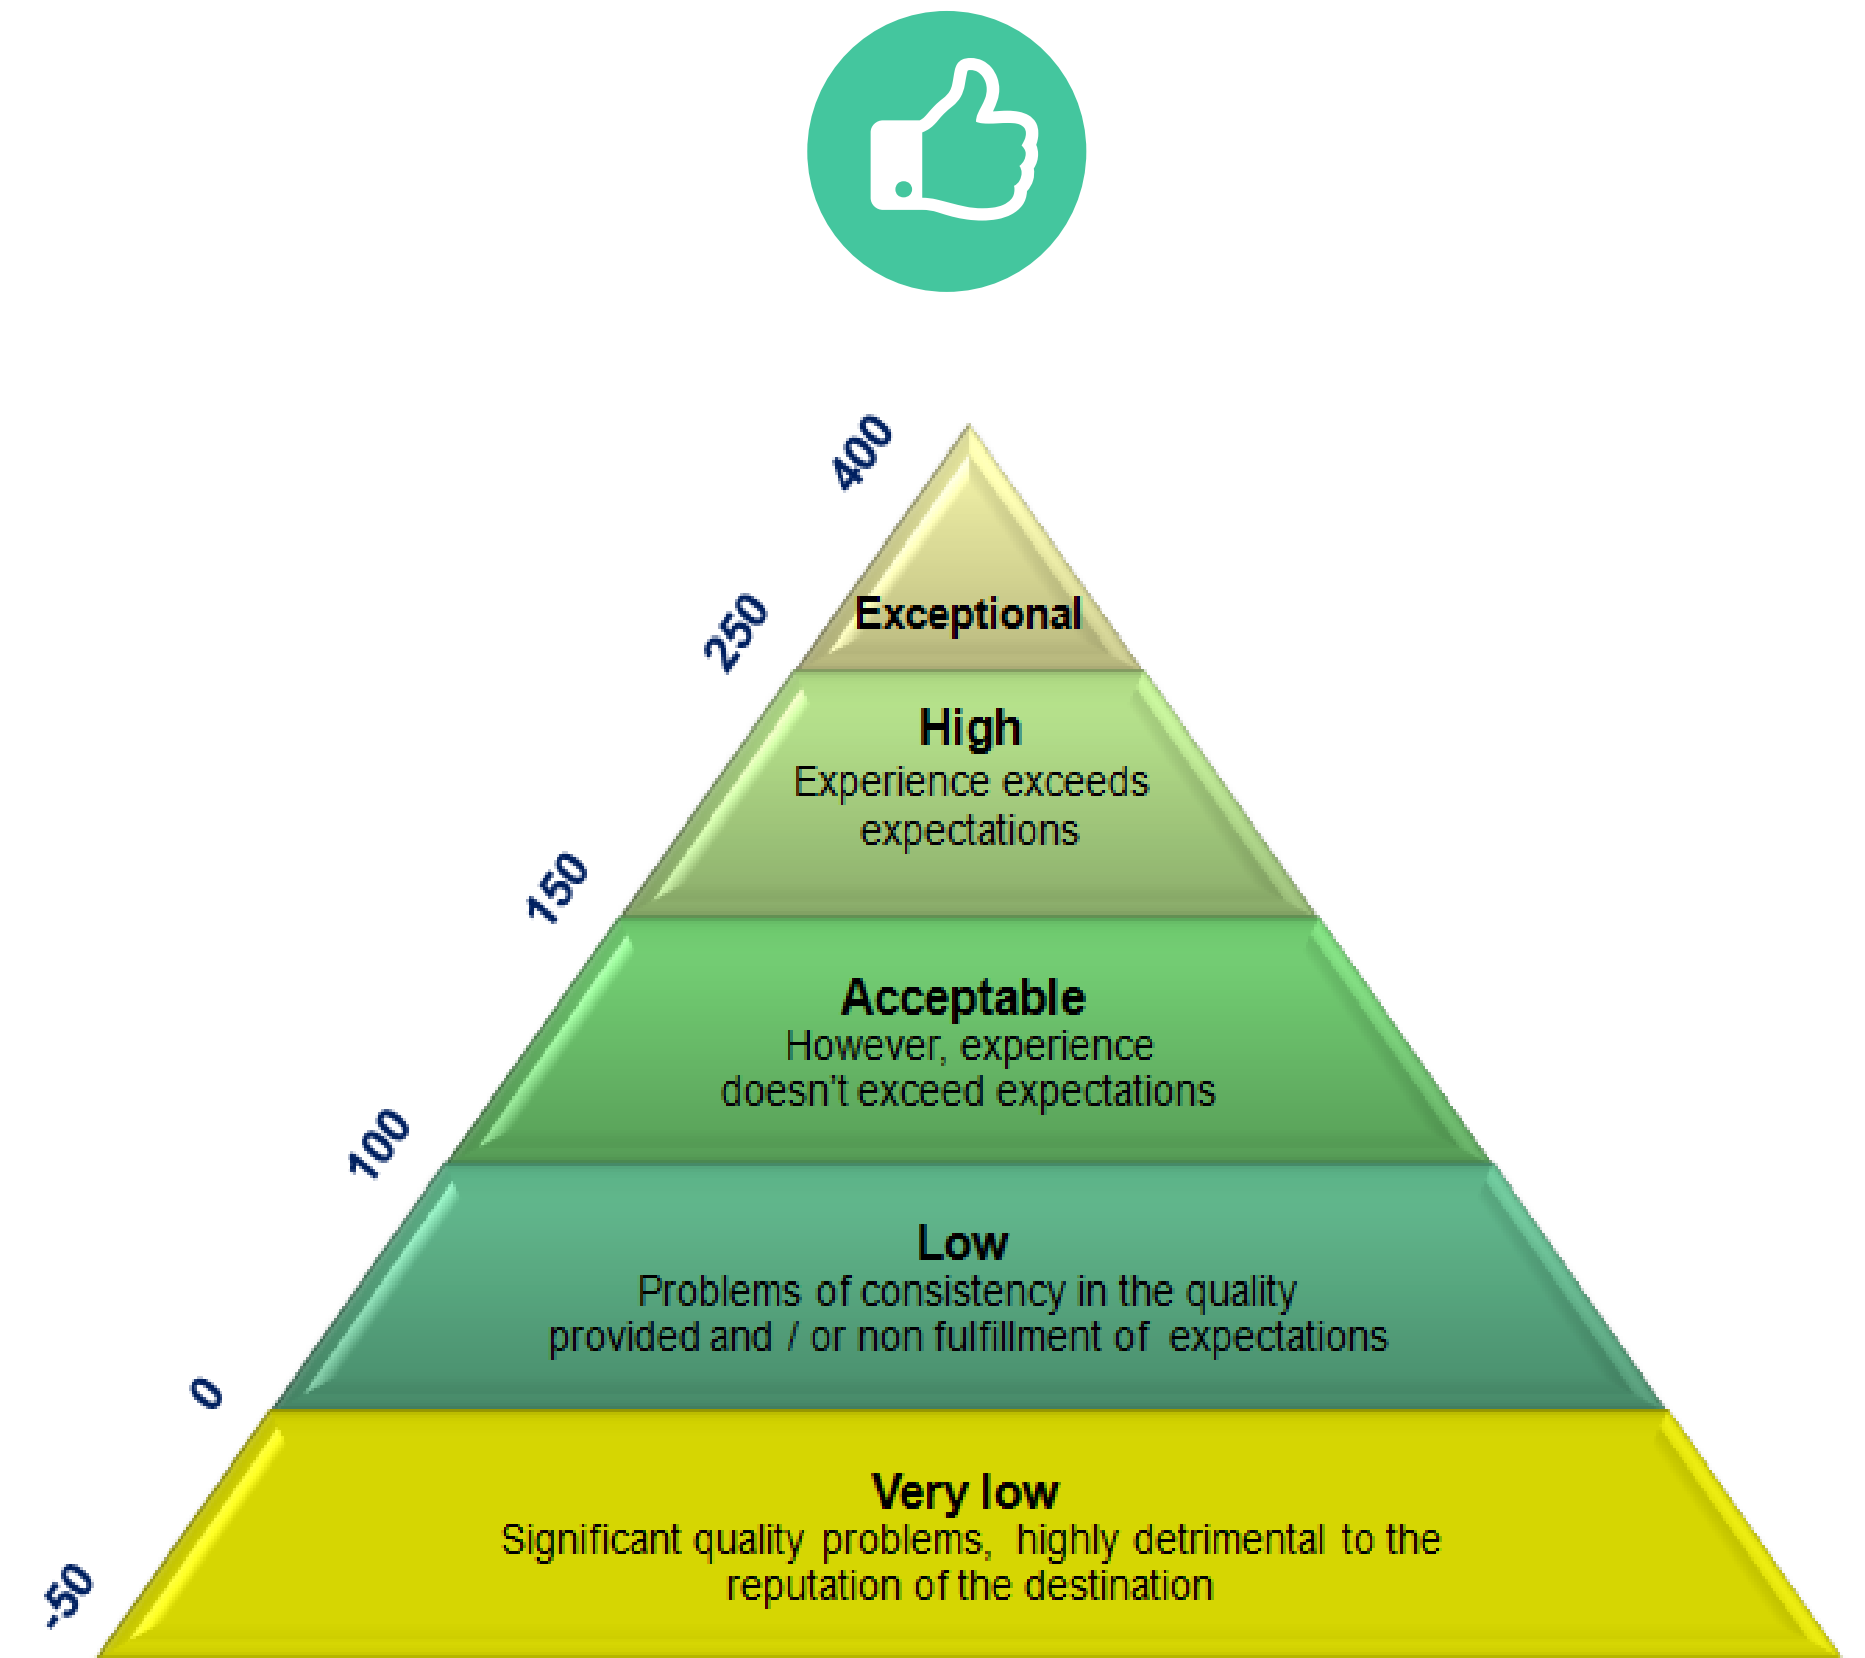 400
Exceptional
250
High
Experience exceeds
expectations
150
Acceptable
However, experience
doesn't exceed expectations
100
Low
Problems of consistency in the quality
provided and / or non fulfillment of expectations
0
Very low
Significant quality problems, highly detrimental to the
reputation of the destination
-50